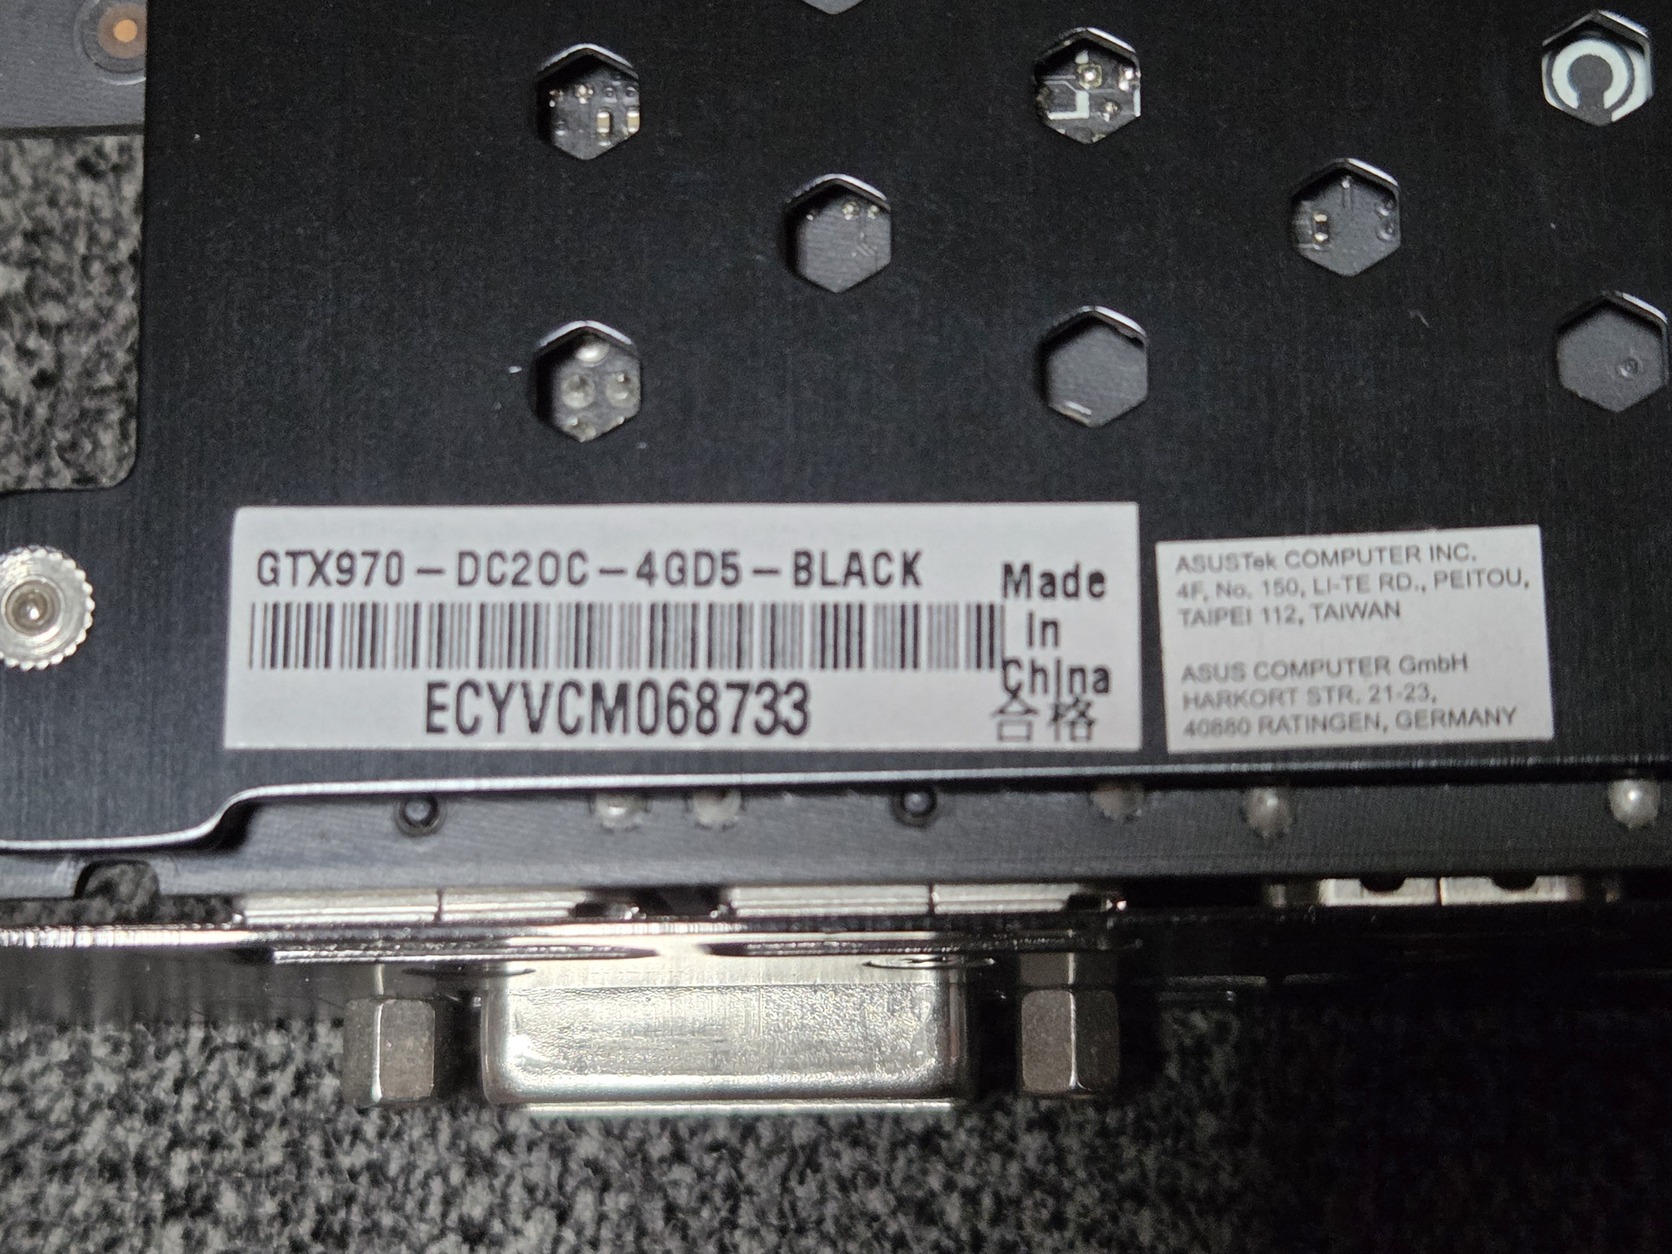 GTX970-DC2OC-4GD5-BLACK
ECYVCM068733
Made
in
China
合格
ASUSTek COMPUTER INC.
4F, No. 150, LI-TE RD., PEITOU,
TAIPEI 112, TAIWAN
ASUS COMPUTER GmbH
HARKORT STR. 21-23,
40880 RATINGEN, GERMANY